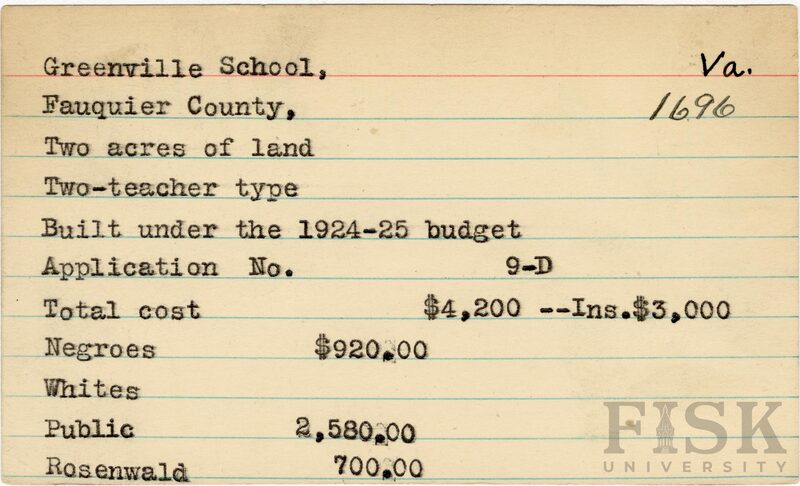 Greenville School, Va.
Fauquier County, 1696
Two acres of land
Two-teacher type
Built under the 1924-25 budget
Application No. 9-D
Total cost $4,200 --Ins.$3,000
Negroes $920.00
Whites
Public 2,580.00
Rosenwald 700.00
FISK
UNIVERSITY